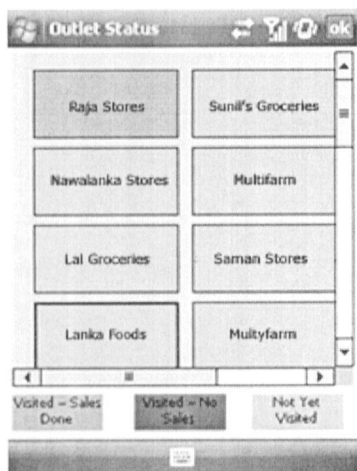 Outlet Status
ok
Raja Stores
Sunil's Groceries
Nawalanka Stores
Multifarm
Lal Groceries
Saman Stores
Lanka Foods
Multyfarm
Visited – Sales
Done
Visited – No
Sales
Not Yet
Visited